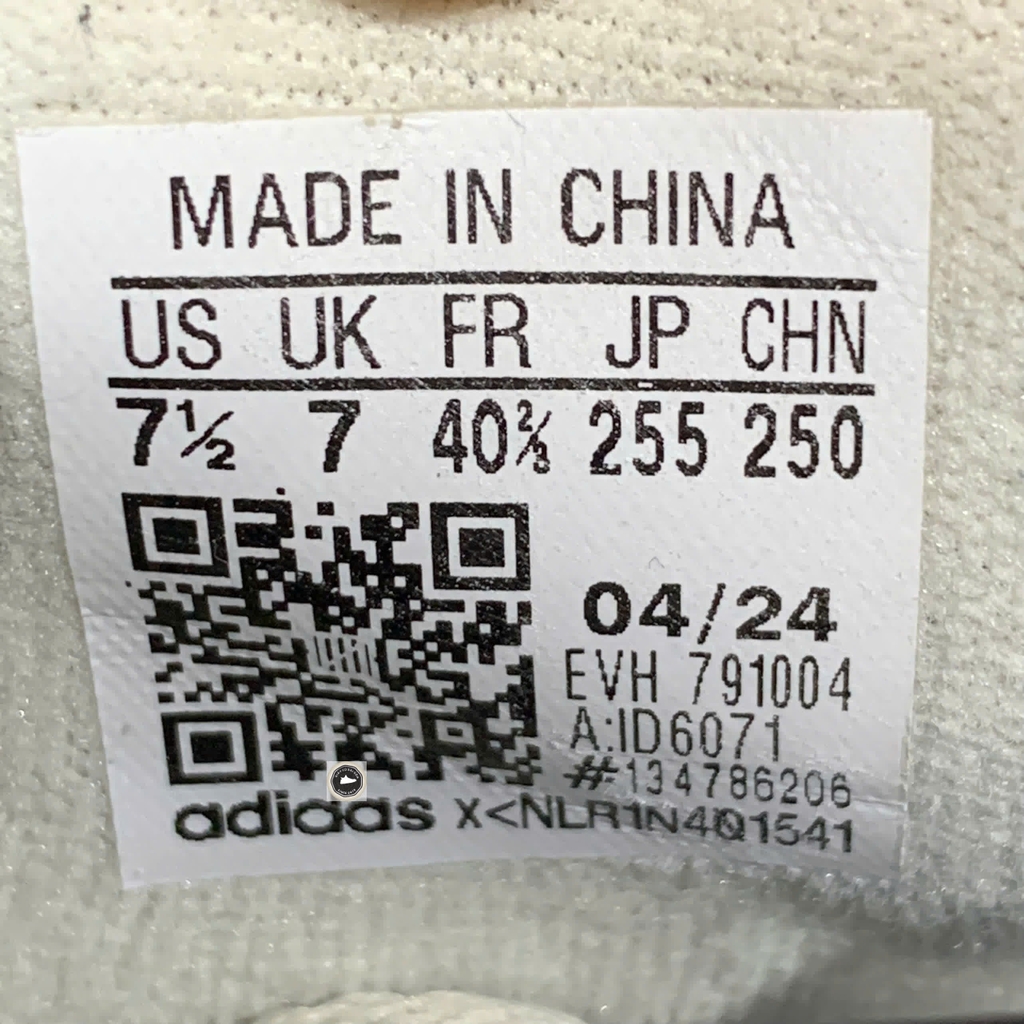 MADE IN CHINA
US UK FR JP CHN
7½ 7 40⅔ 255 250
04/24
EVH 791004
A:ID6071
#134786206
adidas X<NLR1N4Q1541